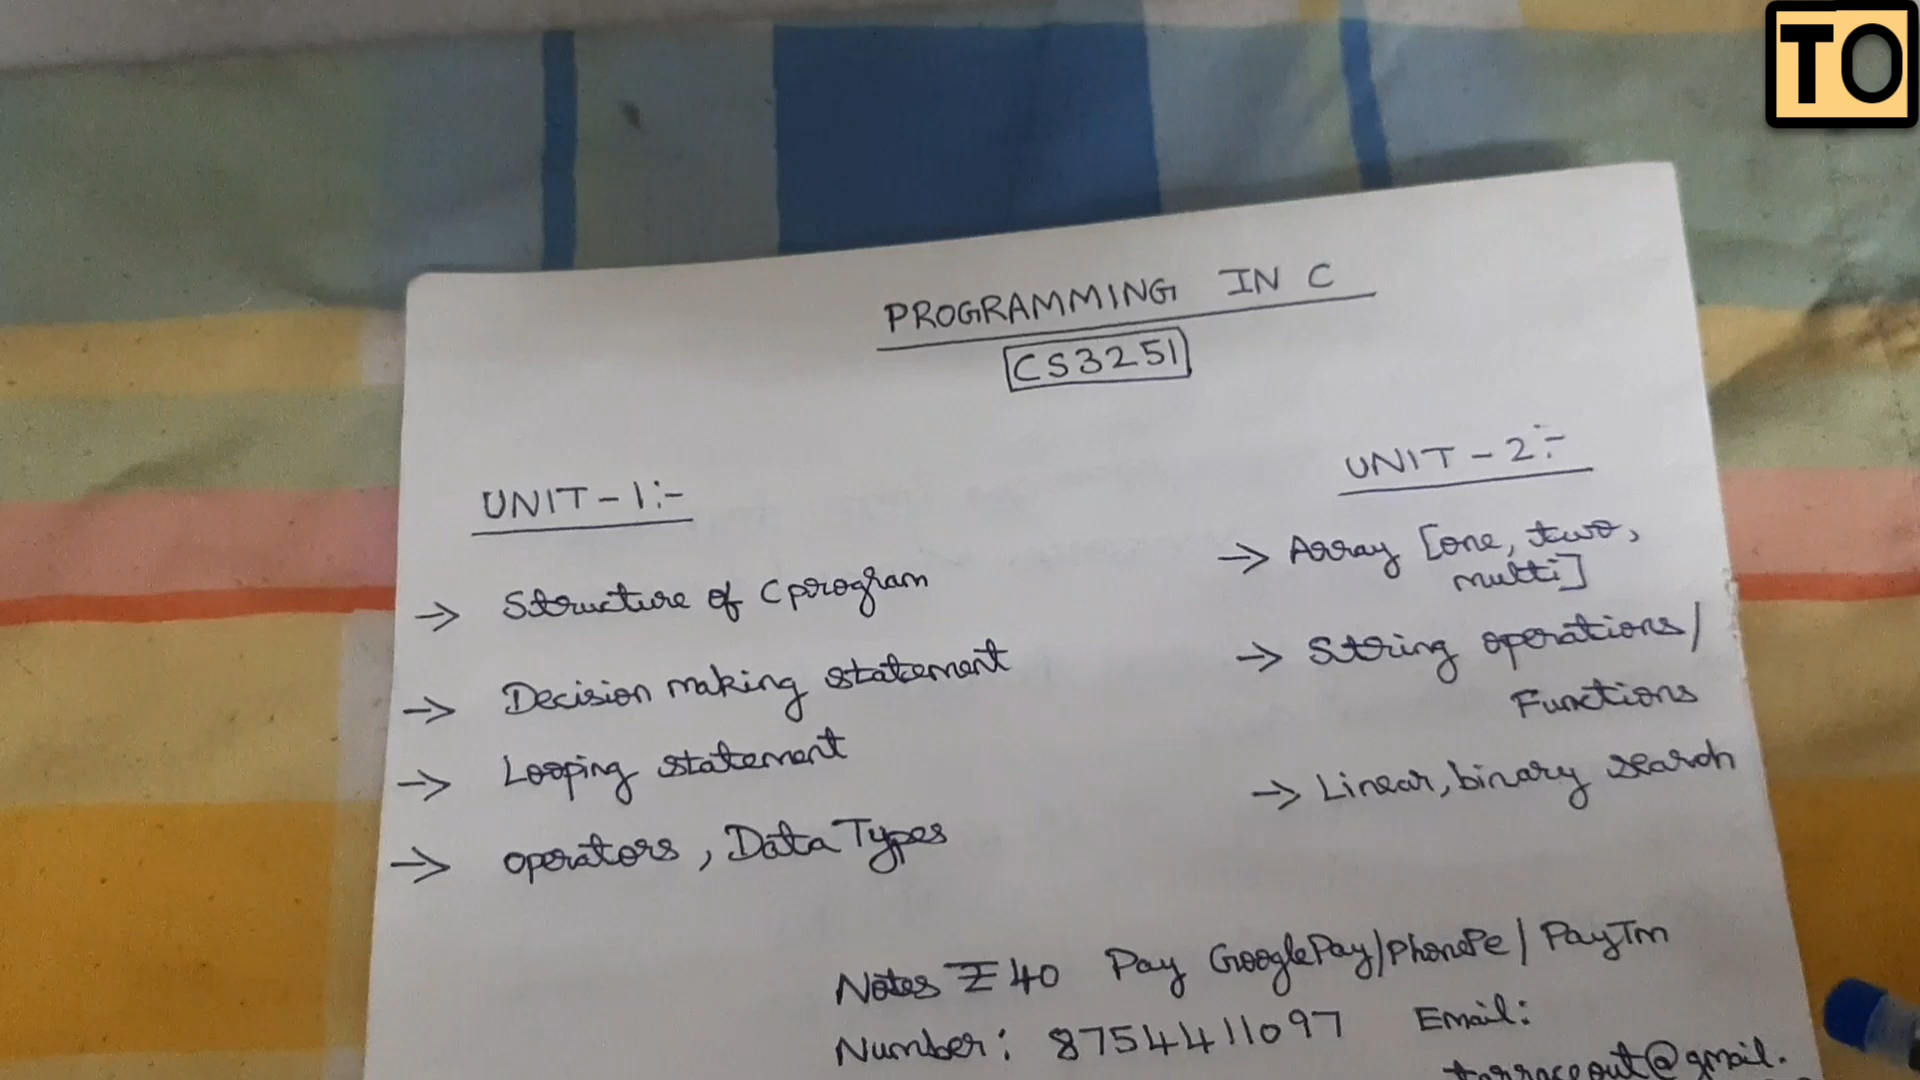 TO
PROGRAMMING IN C
CS3251
UNIT-1:-
→ Structure of C program
→ Decision making statement
→ Looping statement
→ operators, Data Types
UNIT-2:-
→ Array [one, two,
multi]
→ String operations/
Functions
→ Linear, binary search
Notes ₹40 Pay GooglePay/PhonePe/PayTm
Number: 8754411097 Email:
terraceout@gmail.